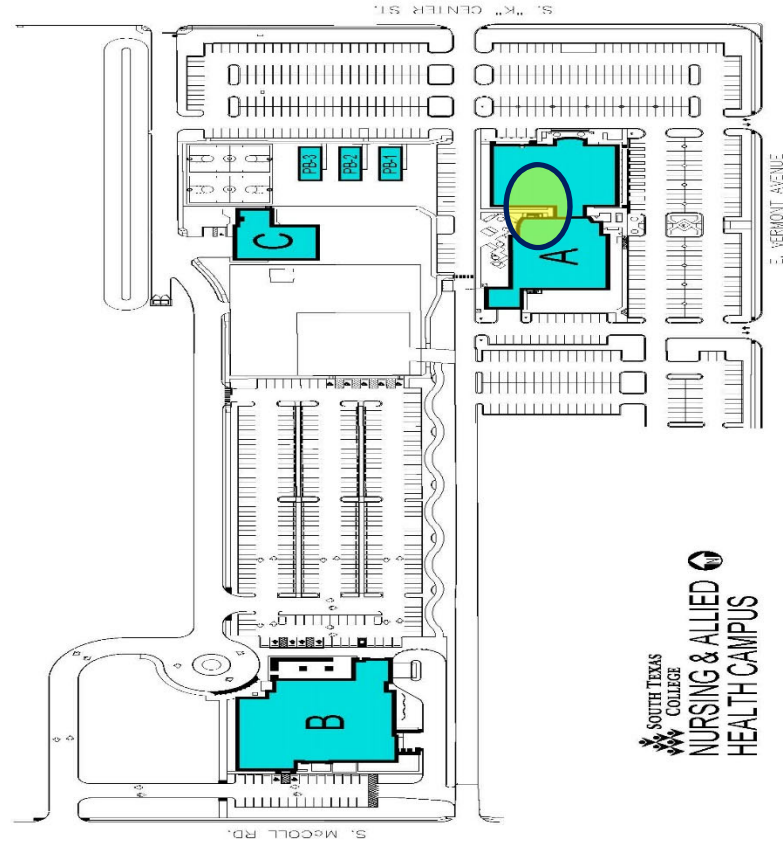 S. "K" CENTER ST.
PB-3
PB-2
PB-1
C
A
E. VERMONT AVENUE
B
SOUTH TEXAS
COLLEGE
NURSING & ALLIED
HEALTH CAMPUS
N
S. McCOLL RD.